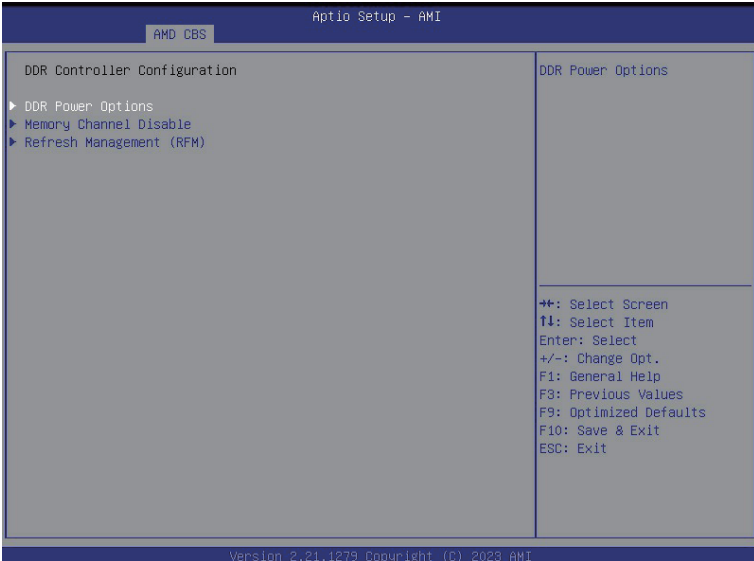 Aptio Setup – AMI
AMD CBS
DDR Controller Configuration
DDR Power Options
Memory Channel Disable
Refresh Management (RFM)
DDR Power Options
→←: Select Screen
↑↓: Select Item
Enter: Select
+/-: Change Opt.
F1: General Help
F3: Previous Values
F9: Optimized Defaults
F10: Save & Exit
ESC: Exit
Version 2.21.1279 Copyright (C) 2023 AMI